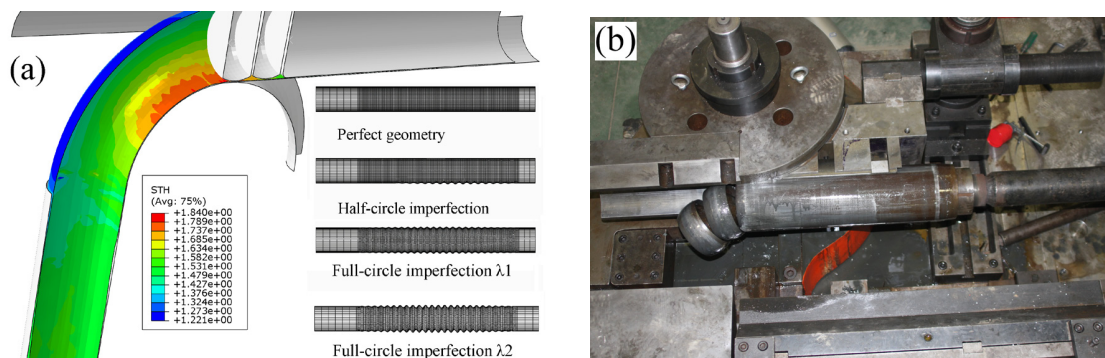 (a)
Perfect geometry
Half-circle imperfection
Full-circle imperfection λ1
Full-circle imperfection λ2
STH
(Avg: 75%)
+1.840e+00
+1.789e+00
+1.737e+00
+1.685e+00
+1.634e+00
+1.582e+00
+1.531e+00
+1.479e+00
+1.427e+00
+1.376e+00
+1.324e+00
+1.273e+00
+1.221e+00
(b)